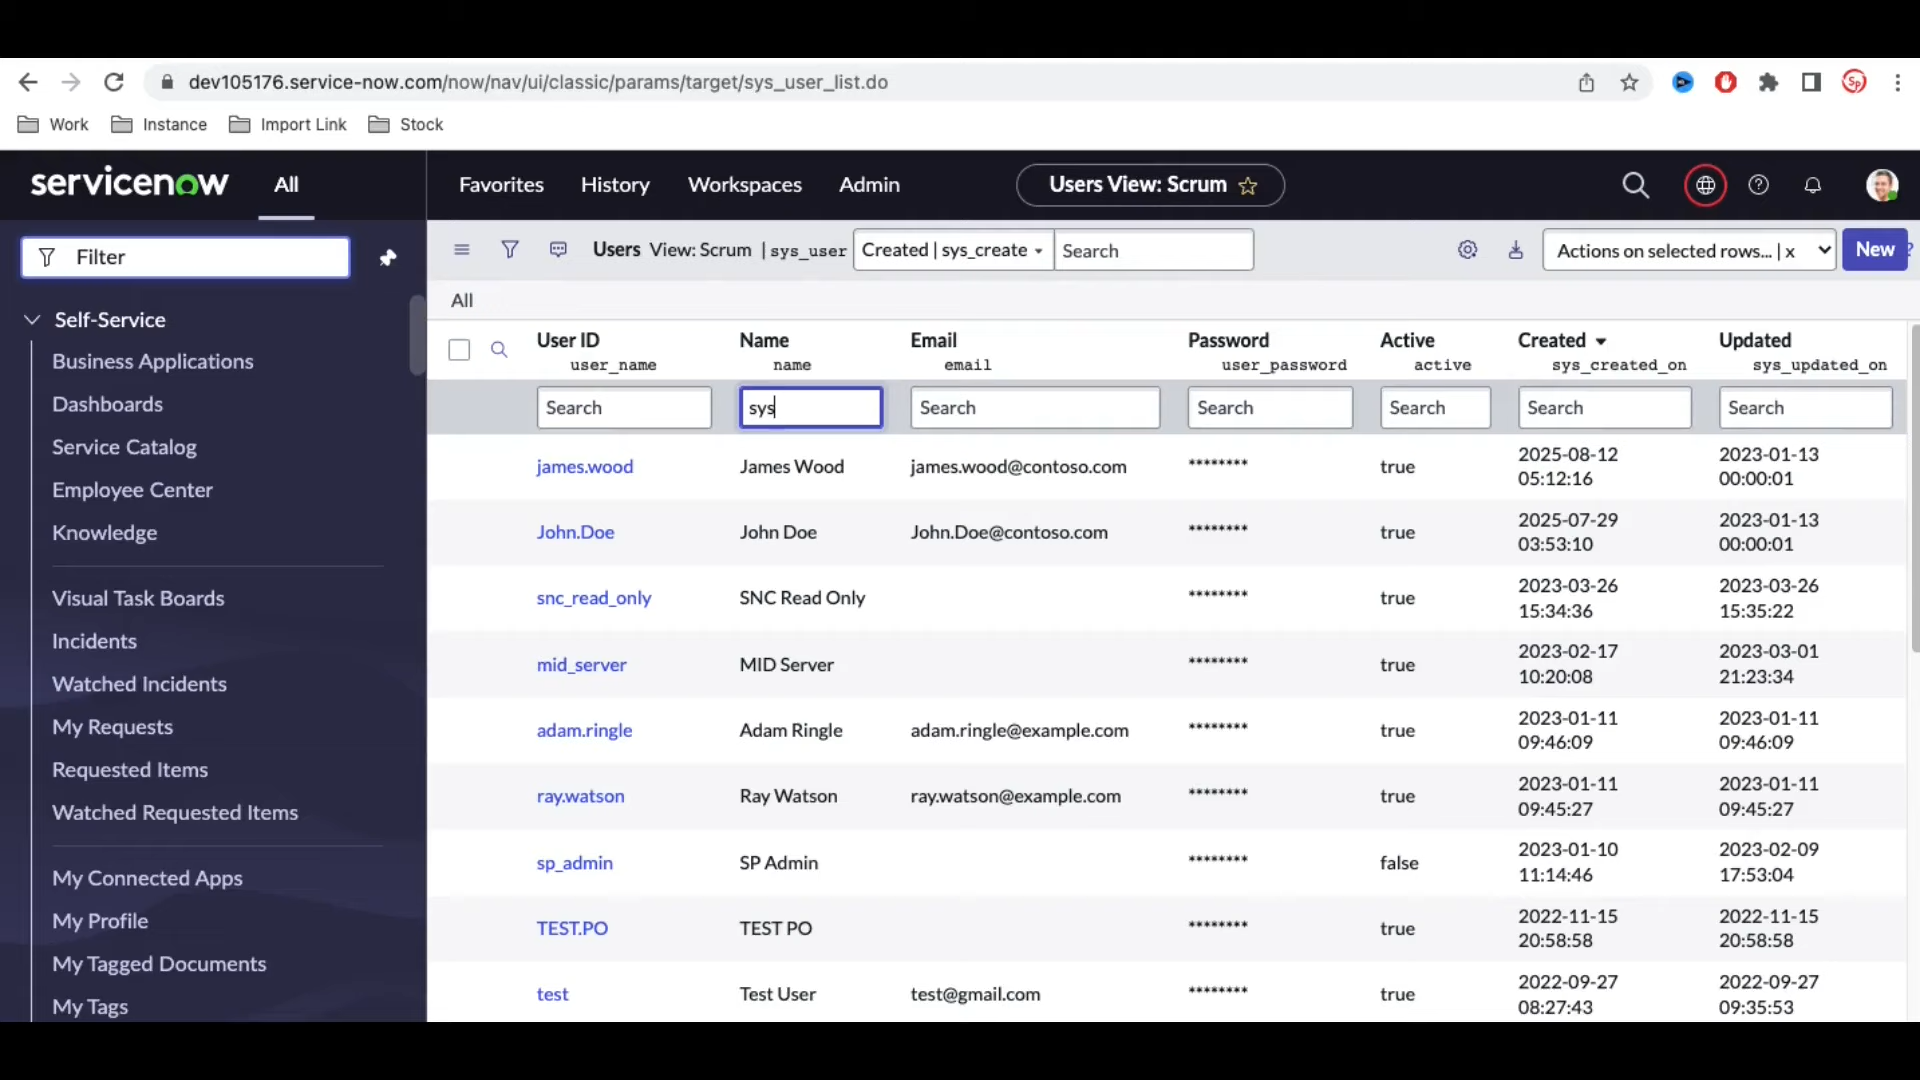 dev105176.service-now.com/now/nav/ui/classic/params/target/sys_user_list.do
Sp
Work Instance Import Link Stock
servicenow All Favorites History Workspaces Admin Users View: Scrum
Filter
Users View: Scrum | sys_user Created | sys_create Search Actions on selected rows... | x New
All
Self-Service
Business Applications
Dashboards
Service Catalog
Employee Center
Knowledge
Visual Task Boards
Incidents
Watched Incidents
My Requests
Requested Items
Watched Requested Items
My Connected Apps
My Profile
My Tagged Documents
My Tags
User ID Name Email Password Active Created Updated
user_name name email user_password active sys_created_on sys_updated_on
Search sys Search Search Search Search Search
james.wood James Wood james.wood@contoso.com ******** true 2025-08-12 2023-01-13
05:12:16 00:00:01
John.Doe John Doe John.Doe@contoso.com ******** true 2025-07-29 2023-01-13
03:53:10 00:00:01
snc_read_only SNC Read Only ******** true 2023-03-26 2023-03-26
15:34:36 15:35:22
mid_server MID Server ******** true 2023-02-17 2023-03-01
10:20:08 21:23:34
adam.ringle Adam Ringle adam.ringle@example.com ******** true 2023-01-11 2023-01-11
09:46:09 09:46:09
ray.watson Ray Watson ray.watson@example.com ******** true 2023-01-11 2023-01-11
09:45:27 09:45:27
sp_admin SP Admin ******** false 2023-01-10 2023-02-09
11:14:46 17:53:04
TEST.PO TEST PO ******** true 2022-11-15 2022-11-15
20:58:58 20:58:58
test Test User test@gmail.com ******** true 2022-09-27 2022-09-27
08:27:43 09:35:53